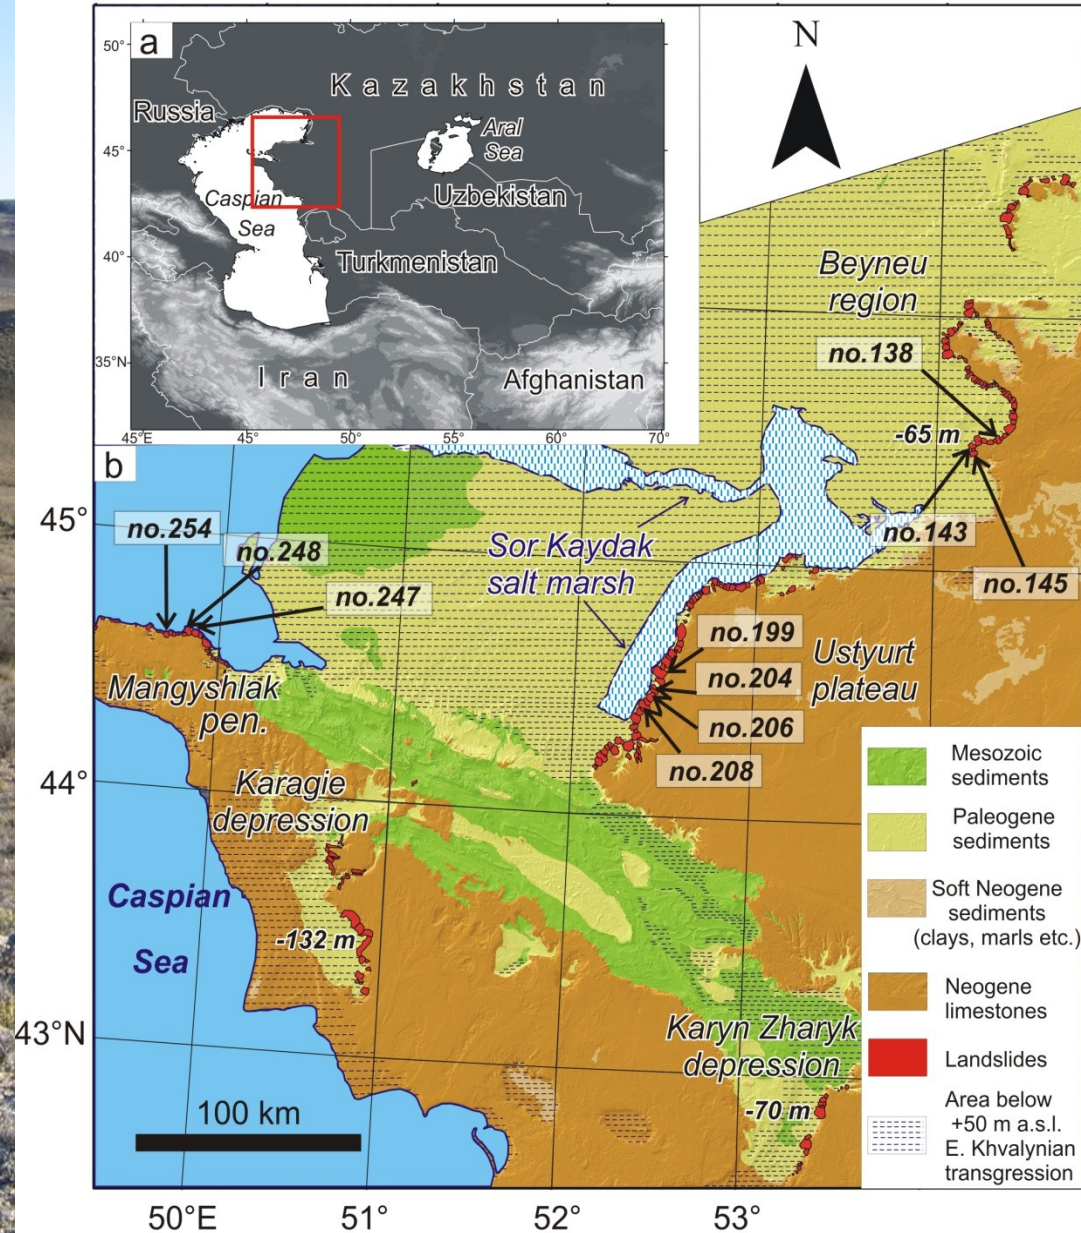 a
50°
45°
40°
35°N
45°E
50°
55°
60°
70°
Kazakhstan
Russia
Aral
Sea
Caspian
Sea
Uzbekistan
Turkmenistan
Iran
Afghanistan
N
b
Beyneu
region
no.138
-65 m
no.143
no.145
45°
no.254
no.248
no.247
Sor Kaydak
salt marsh
no.199
no.204
no.206
no.208
Ustyurt
plateau
Mangyshlak
pen.
44°
Karagie
depression
Caspian
Sea
-132 m
43°N
Karyn Zharyk
depression
-70 m
100 km
50°E
51°
52°
53°
Mesozoic
sediments
Paleogene
sediments
Soft Neogene
sediments
(clays, marls etc.)
Neogene
limestones
Landslides
Area below
+50 m a.s.l.
E. Khvalynian
transgression